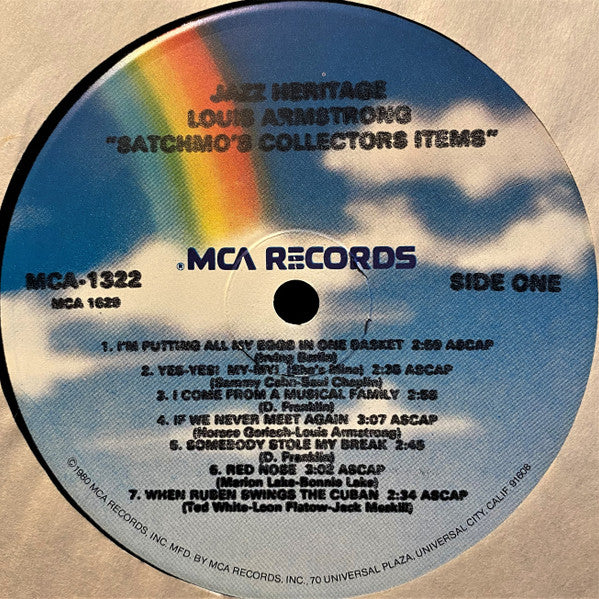 JAZZ HERITAGE
LOUIS ARMSTRONG
"SATCHMO'S COLLECTORS ITEMS"
®MCA RECORDS
MCA-1322
SIDE ONE
MCA 1629
1. I'M PUTTING ALL MY EGGS IN ONE BASKET 2:59 ASCAP
(Irving Berlin)
2. YES-YES! MY-MY! (She's Mine) 2:35 ASCAP
(Sammy Cahn-Saul Chaplin)
3. I COME FROM A MUSICAL FAMILY 2:58
(D. Franklin)
4. IF WE NEVER MEET AGAIN 3:07 ASCAP
(Horace Gerlach-Louis Armstrong)
5. SOMEBODY STOLE MY BREAK 2:45
(D. Franklin)
6. RED NOSE 3:02 ASCAP
(Marion Lake-Bonnie Lake)
7. WHEN RUBEN SWINGS THE CUBAN 2:34 ASCAP
(Ted White-Leon Flatow-Jack Meskill)
©1980 MCA RECORDS, INC. MFD. BY MCA RECORDS, INC., 70 UNIVERSAL PLAZA, UNIVERSAL CITY, CALIF. 91608